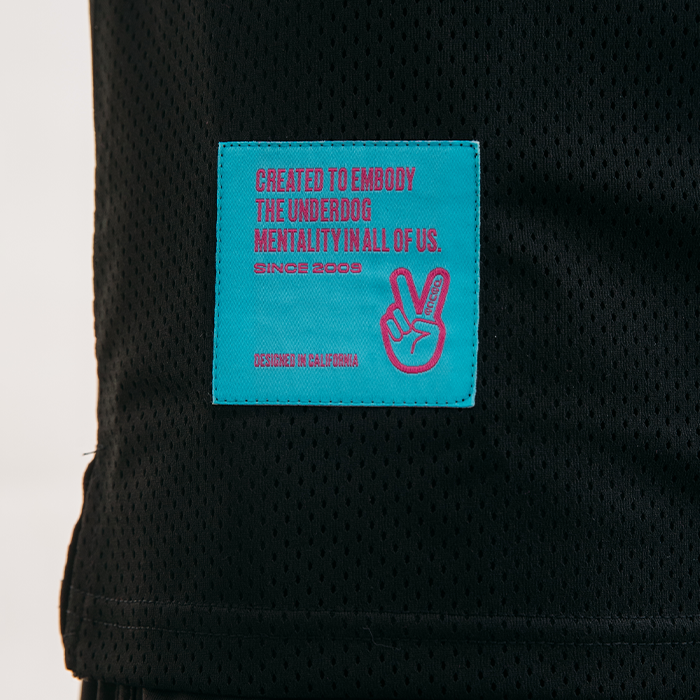 CREATED TO EMBODY
THE UNDERDOG
MENTALITY IN ALL OF US.
SINCE 2005
DESIGNED IN CALIFORNIA